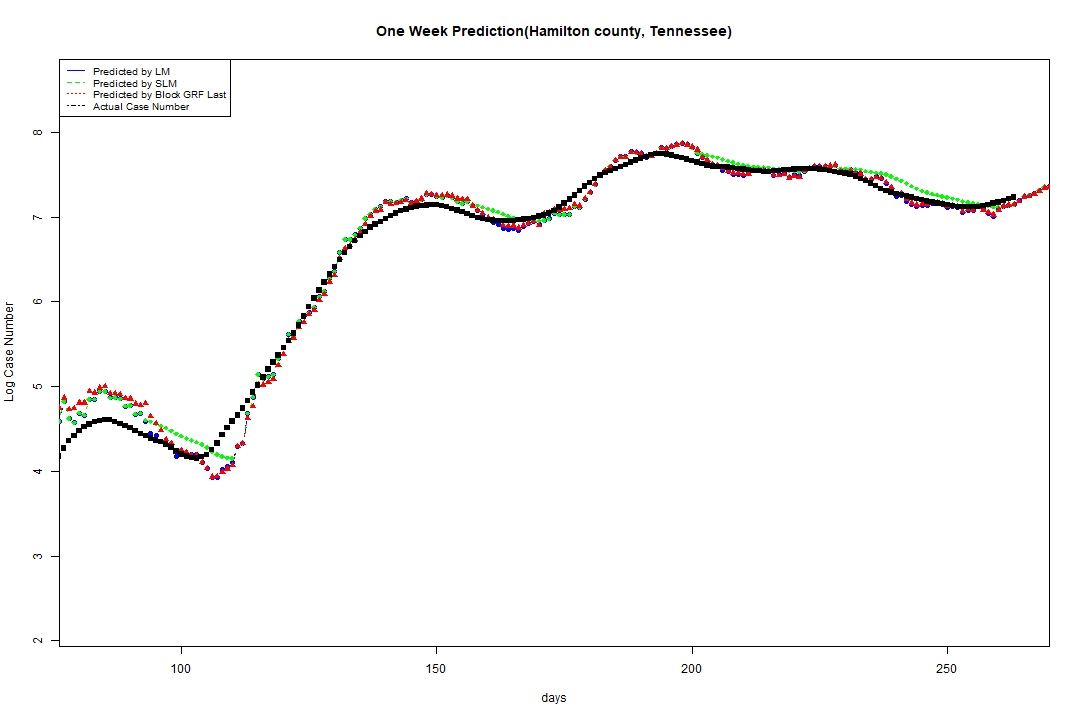 One Week Prediction(Hamilton county, Tennessee)
Predicted by LM
Predicted by SLM
Predicted by Block GRF Last
Actual Case Number
8
7
6
5
4
3
2
Log Case Number
100
150
200
250
days